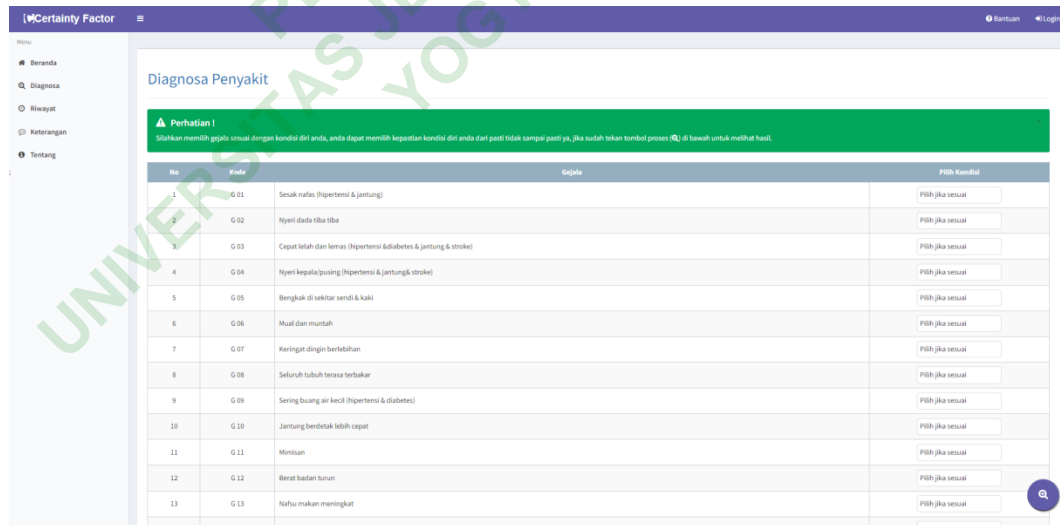 Certainty Factor
Bantuan
Login
Menu
Beranda
Diagnosa
Riwayat
Keterangan
Tentang
Diagnosa Penyakit
Perhatian !
Silahkan memilih gejala sesuai dengan kondisi diri anda, anda dapat memilih kepastian kondisi diri anda dari pasti tidak sampai pasti ya, jika sudah tekan tombol proses () di bawah untuk melihat hasil.
No Kode Gejala Pilih Kondisi
1 G 01 Sesak nafas (hipertensi & jantung) Pilih jika sesuai
2 G 02 Nyeri dada tiba tiba Pilih jika sesuai
3 G 03 Cepat lelah dan lemas (hipertensi &diabetes & jantung & stroke) Pilih jika sesuai
4 G 04 Nyeri kepala/pusing (hipertensi & jantung& stroke) Pilih jika sesuai
5 G 05 Bengkak di sekitar sendi & kaki Pilih jika sesuai
6 G 06 Mual dan muntah Pilih jika sesuai
7 G 07 Keringat dingin berlebihan Pilih jika sesuai
8 G 08 Seluruh tubuh terasa terbakar Pilih jika sesuai
9 G 09 Sering buang air kecil (hipertensi & diabetes) Pilih jika sesuai
10 G 10 Jantung berdetak lebih cepat Pilih jika sesuai
11 G 11 Mimisan Pilih jika sesuai
12 G 12 Berat badan turun Pilih jika sesuai
13 G 13 Nafsu makan meningkat Pilih jika sesuai
UNIVERSITAS